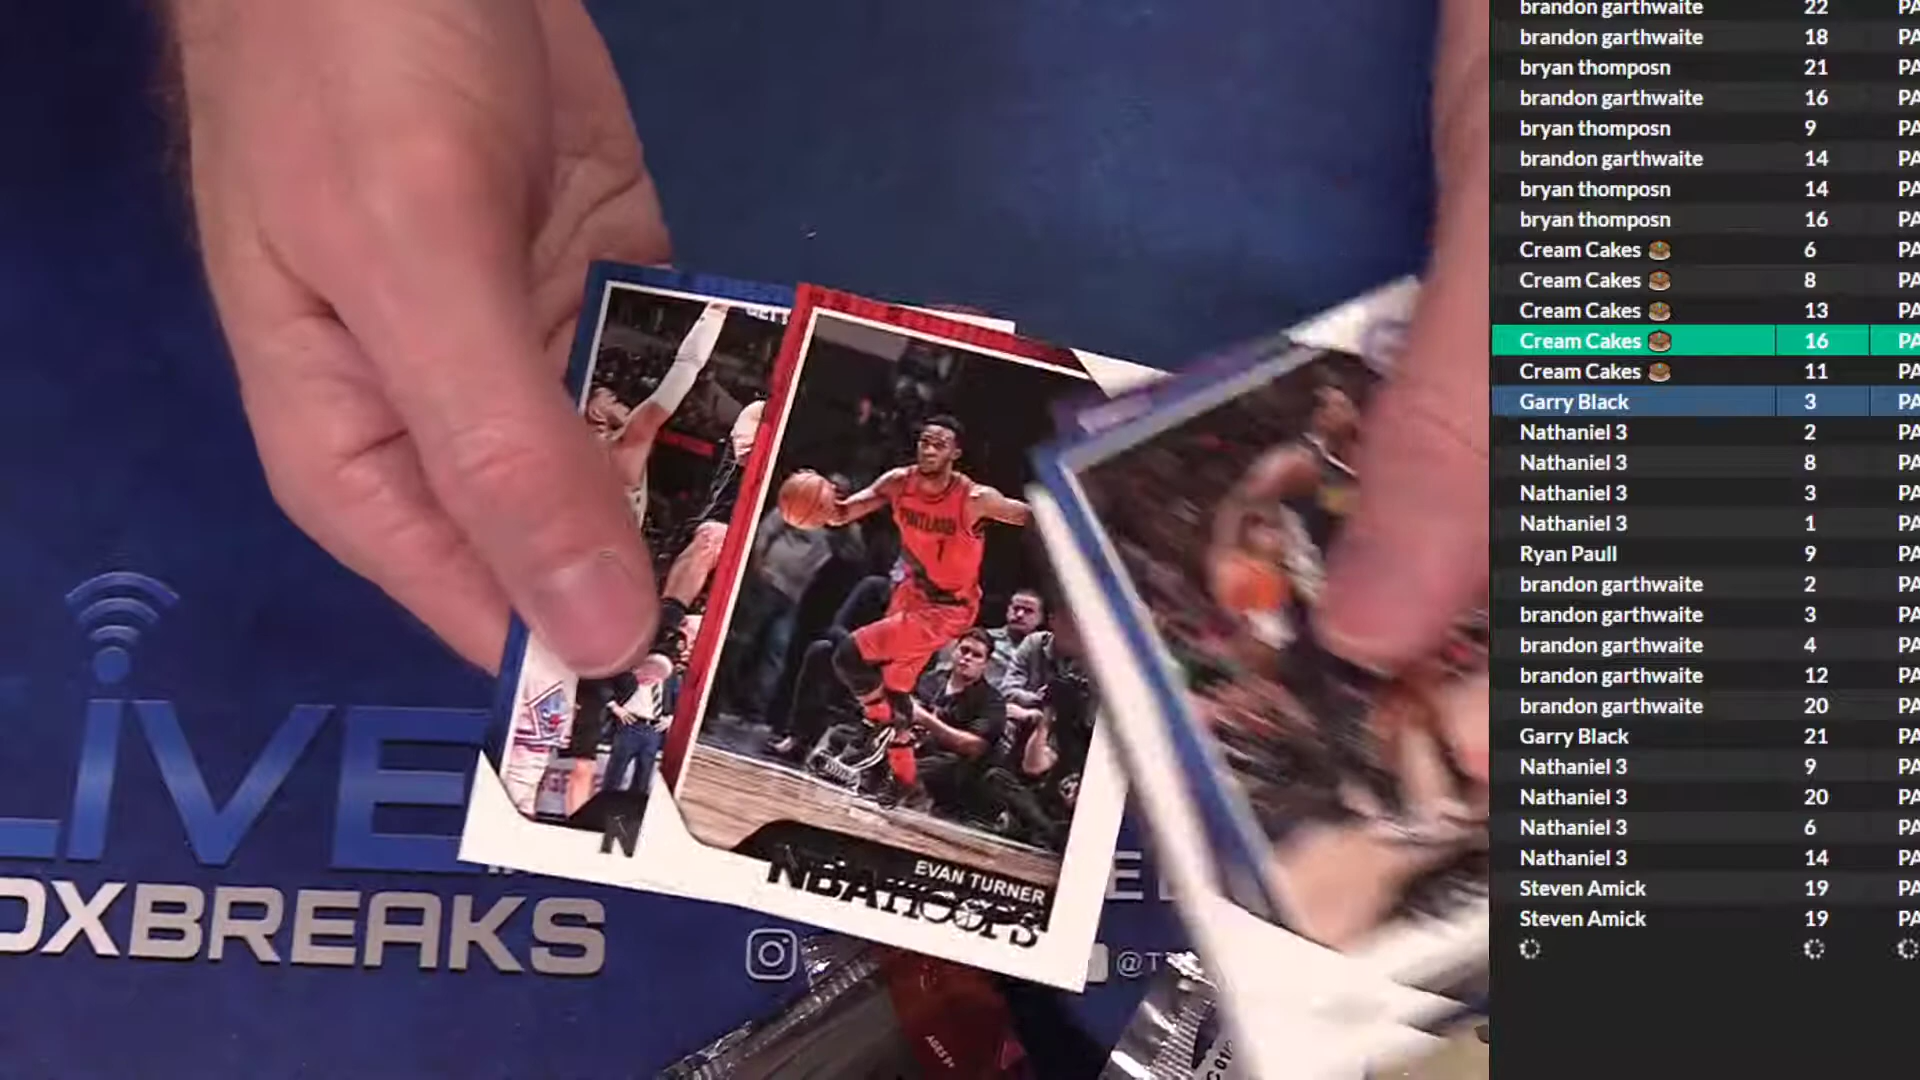 brandon garthwaite 22 PA
brandon garthwaite 18 PA
bryan thomposn 21 PA
brandon garthwaite 16 PA
bryan thomposn 9 PA
brandon garthwaite 14 PA
bryan thomposn 14 PA
bryan thomposn 16 PA
Cream Cakes 6 PA
Cream Cakes 8 PA
Cream Cakes 13 PA
Cream Cakes 16 PA
Cream Cakes 11 PA
Garry Black 3 PA
Nathaniel 3 2 PA
Nathaniel 3 8 PA
Nathaniel 3 3 PA
Nathaniel 3 1 PA
Ryan Paull 9 PA
brandon garthwaite 2 PA
brandon garthwaite 3 PA
brandon garthwaite 4 PA
brandon garthwaite 12 PA
brandon garthwaite 20 PA
Garry Black 21 PA
Nathaniel 3 9 PA
Nathaniel 3 20 PA
Nathaniel 3 6 PA
Nathaniel 3 14 PA
Steven Amick 19 PA
Steven Amick 19 PA
PORTLAND
1
EVAN TURNER
NBA HOOPS
N
LIVE
OXBREAKS
@T
AGES 9+